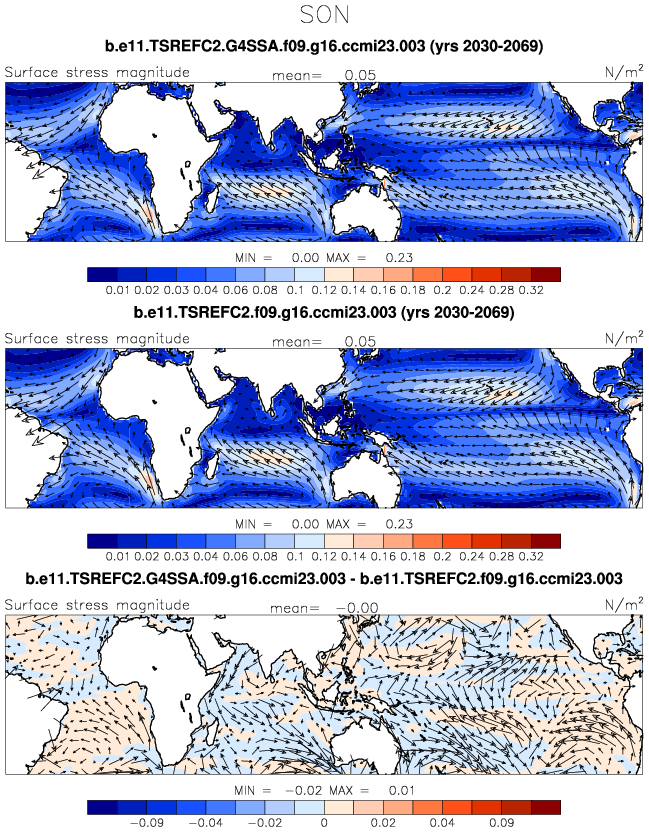 SON
b.e11.TSREFC2.G4SSA.f09.g16.ccmi23.003 (yrs 2030-2069)
Surface stress magnitude mean= 0.05 N/m²
MIN = 0.00 MAX = 0.23
0.01 0.02 0.03 0.04 0.06 0.08 0.1 0.12 0.14 0.16 0.18 0.2 0.24 0.28 0.32
b.e11.TSREFC2.f09.g16.ccmi23.003 (yrs 2030-2069)
Surface stress magnitude mean= 0.05 N/m²
MIN = 0.00 MAX = 0.23
0.01 0.02 0.03 0.04 0.06 0.08 0.1 0.12 0.14 0.16 0.18 0.2 0.24 0.28 0.32
b.e11.TSREFC2.G4SSA.f09.g16.ccmi23.003 - b.e11.TSREFC2.f09.g16.ccmi23.003
Surface stress magnitude mean= −0.00 N/m²
MIN = −0.02 MAX = 0.01
−0.09 −0.04 −0.02 0 0.02 0.04 0.09